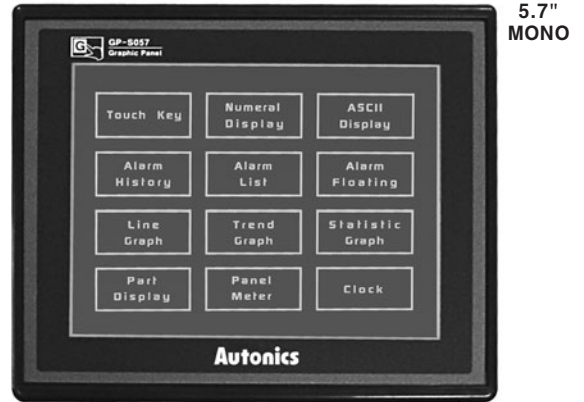 5.7"
MONO
G
GP-S057
Graphic Panel
Touch Key
Numeral
Display
ASCII
Display
Alarm
History
Alarm
List
Alarm
Floating
Line
Graph
Trend
Graph
Statistic
Graph
Part
Display
Panel
Meter
Clock
Autonics